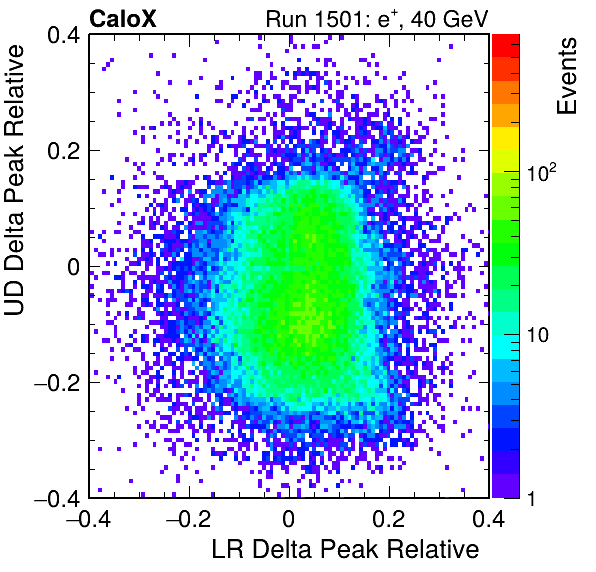 CaloX Run 1501: e⁺, 40 GeV
UD Delta Peak Relative
0.4
0.2
0
−0.2
−0.4
−0.4 −0.2 0 0.2 0.4
LR Delta Peak Relative
Events
10²
10
1